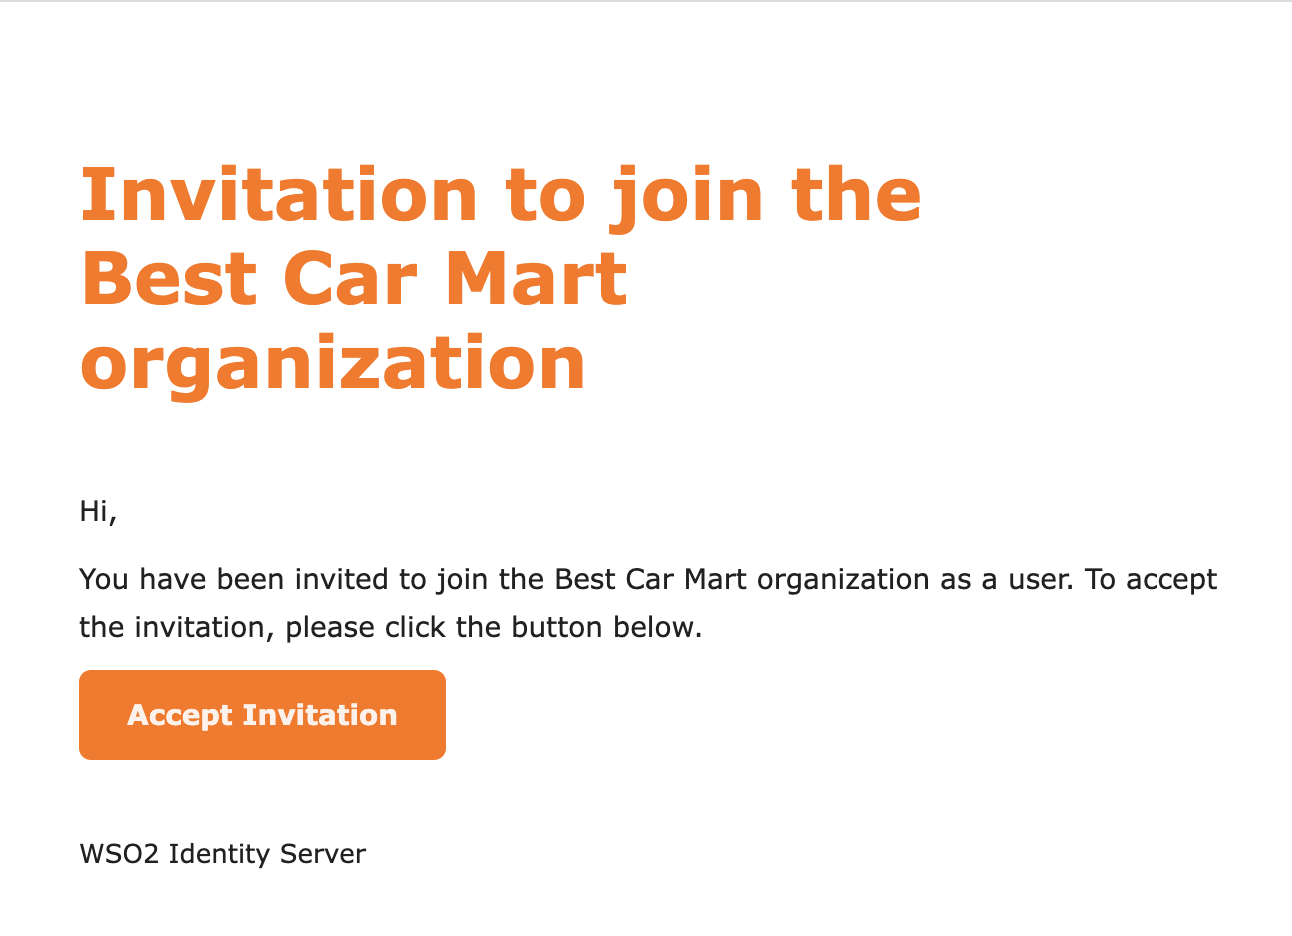 Invitation to join the
Best Car Mart
organization
Hi,
You have been invited to join the Best Car Mart organization as a user. To accept
the invitation, please click the button below.
Accept Invitation
WSO2 Identity Server